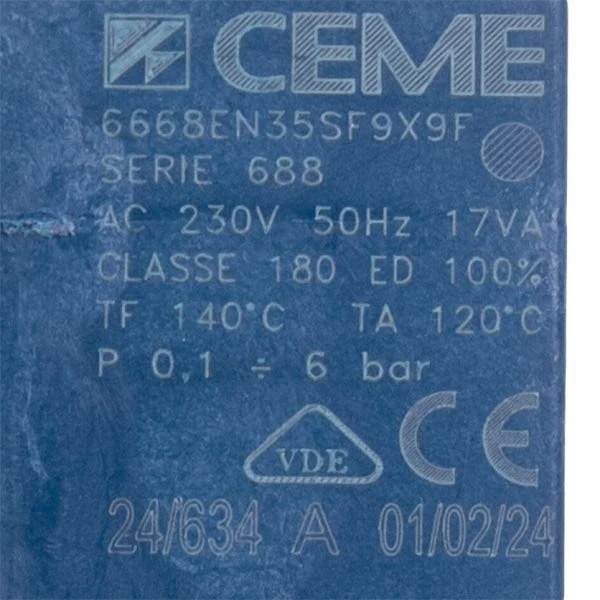 CEME
6668EN35SF9X9F
SERIE 688
AC 230V 50Hz 17VA
CLASSE 180 ED 100%
TF 140°C TA 120°C
P 0,1 ÷ 6 bar
VDE CE
24/634 A 01/02/24